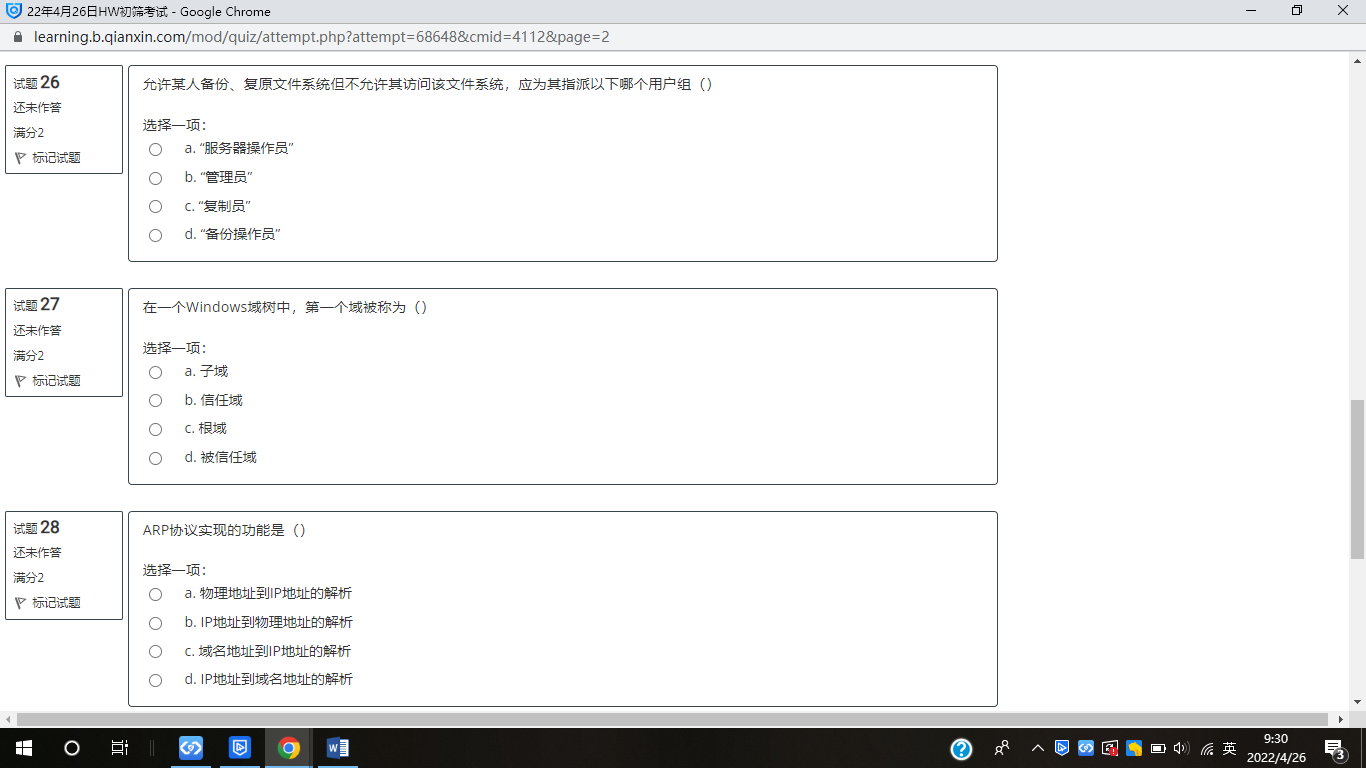 22年4月26日HW初筛考试 - Google Chrome
learning.b.qianxin.com/mod/quiz/attempt.php?attempt=68648&cmid=4112&page=2
试题 26
还未作答
满分2
标记试题
允许某人备份、复原文件系统但不允许其访问该文件系统，应为其指派以下哪个用户组（）
选择一项：
a. “服务器操作员”
b. “管理员”
c. “复制员”
d. “备份操作员”
试题 27
还未作答
满分2
标记试题
在一个Windows域树中，第一个域被称为（）
选择一项：
a. 子域
b. 信任域
c. 根域
d. 被信任域
试题 28
还未作答
满分2
标记试题
ARP协议实现的功能是（）
选择一项：
a. 物理地址到IP地址的解析
b. IP地址到物理地址的解析
c. 域名地址到IP地址的解析
d. IP地址到域名地址的解析
英
9:30
2022/4/26
3